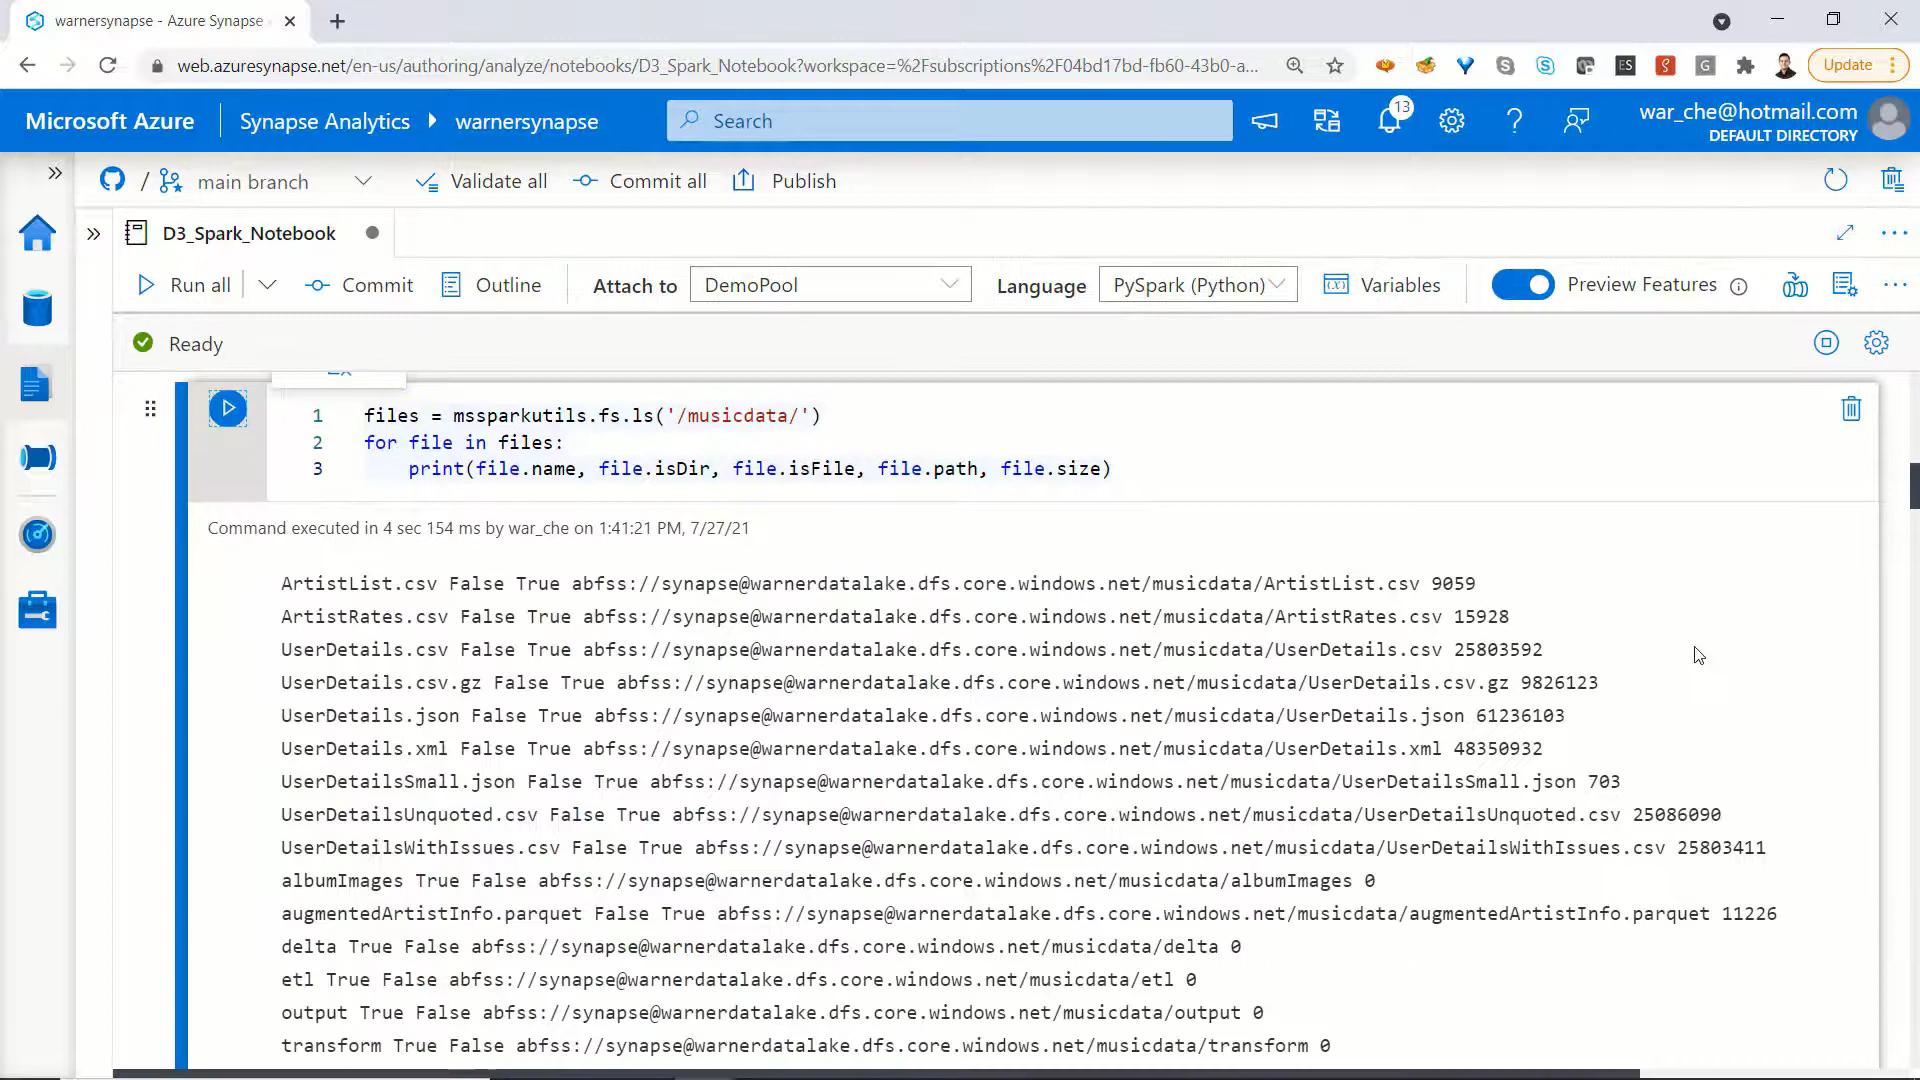 warnersynapse - Azure Synapse
web.azuresynapse.net/en-us/authoring/analyze/notebooks/D3_Spark_Notebook?workspace=%2Fsubscriptions%2F04bd17bd-fb60-43b0-a...
ES
G
Update
Microsoft Azure
Synapse Analytics
warnersynapse
Search
13
war_che@hotmail.com
DEFAULT DIRECTORY
/ main branch
Validate all
Commit all
Publish
D3_Spark_Notebook
Run all
Commit
Outline
Attach to
DemoPool
Language
PySpark (Python)
Variables
Preview Features
Ready
1 files = mssparkutils.fs.ls('/musicdata/')
2 for file in files:
3 print(file.name, file.isDir, file.isFile, file.path, file.size)
Command executed in 4 sec 154 ms by war_che on 1:41:21 PM, 7/27/21
ArtistList.csv False True abfss://synapse@warnerdatalake.dfs.core.windows.net/musicdata/ArtistList.csv 9059
ArtistRates.csv False True abfss://synapse@warnerdatalake.dfs.core.windows.net/musicdata/ArtistRates.csv 15928
UserDetails.csv False True abfss://synapse@warnerdatalake.dfs.core.windows.net/musicdata/UserDetails.csv 25803592
UserDetails.csv.gz False True abfss://synapse@warnerdatalake.dfs.core.windows.net/musicdata/UserDetails.csv.gz 9826123
UserDetails.json False True abfss://synapse@warnerdatalake.dfs.core.windows.net/musicdata/UserDetails.json 61236103
UserDetails.xml False True abfss://synapse@warnerdatalake.dfs.core.windows.net/musicdata/UserDetails.xml 48350932
UserDetailsSmall.json False True abfss://synapse@warnerdatalake.dfs.core.windows.net/musicdata/UserDetailsSmall.json 703
UserDetailsUnquoted.csv False True abfss://synapse@warnerdatalake.dfs.core.windows.net/musicdata/UserDetailsUnquoted.csv 25086090
UserDetailsWithIssues.csv False True abfss://synapse@warnerdatalake.dfs.core.windows.net/musicdata/UserDetailsWithIssues.csv 25803411
albumImages True False abfss://synapse@warnerdatalake.dfs.core.windows.net/musicdata/albumImages 0
augmentedArtistInfo.parquet False True abfss://synapse@warnerdatalake.dfs.core.windows.net/musicdata/augmentedArtistInfo.parquet 11226
delta True False abfss://synapse@warnerdatalake.dfs.core.windows.net/musicdata/delta 0
etl True False abfss://synapse@warnerdatalake.dfs.core.windows.net/musicdata/etl 0
output True False abfss://synapse@warnerdatalake.dfs.core.windows.net/musicdata/output 0
transform True False abfss://synapse@warnerdatalake.dfs.core.windows.net/musicdata/transform 0